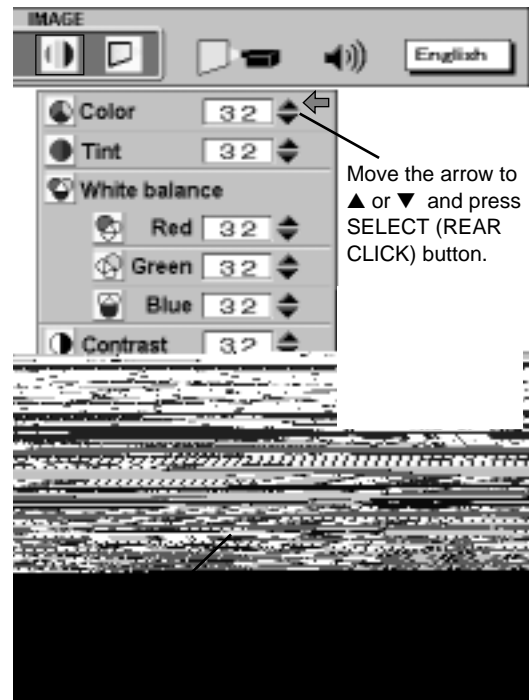 IMAGE
English
Color 32
Tint 32
White balance
Red 32
Green 32
Blue 32
Contrast 32
Move the arrow to
▲ or ▼ and press
SELECT (REAR
CLICK) button.